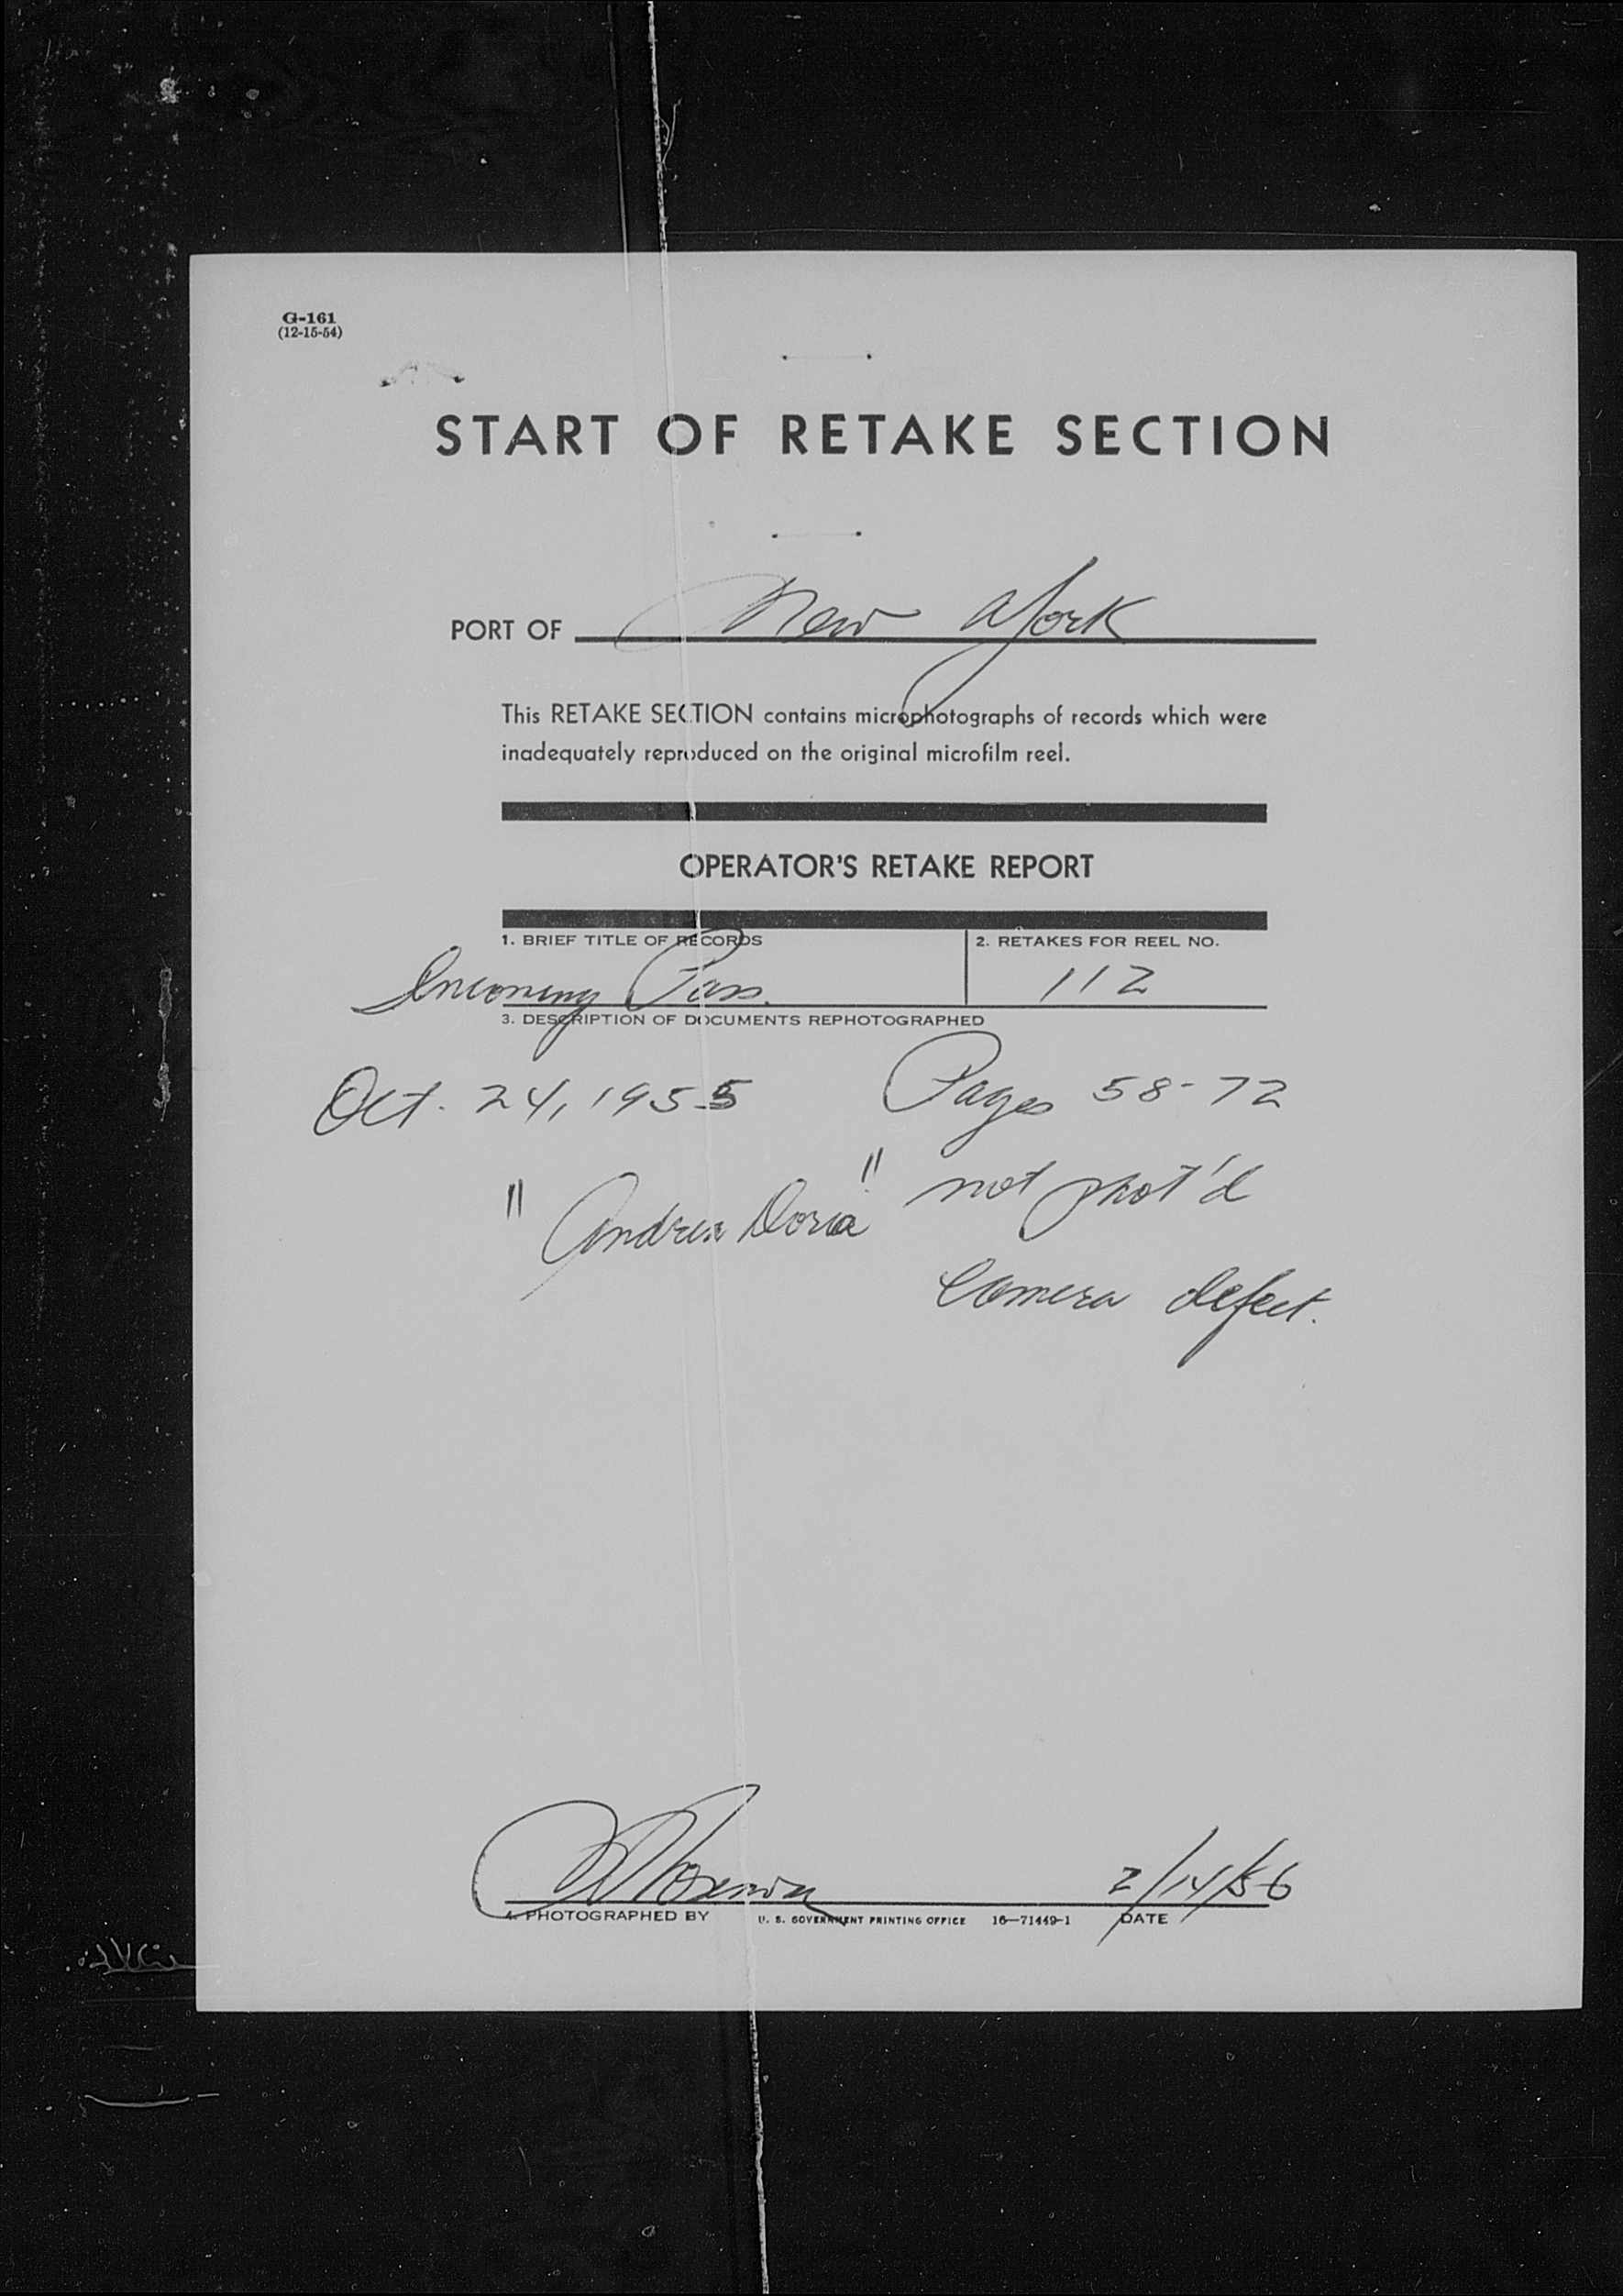 G-161
(12-15-54)
START OF RETAKE SECTION
PORT OF New York
This RETAKE SECTION contains microphotographs of records which were
inadequately reproduced on the original microfilm reel.
OPERATOR'S RETAKE REPORT
1. BRIEF TITLE OF RECORDS 2. RETAKES FOR REEL NO.
Incoming Pass. 112
3. DESCRIPTION OF DOCUMENTS REPHOTOGRAPHED
Oct. 24, 1955 Pages 58-72
"Andrea Doria" not phot'd
Camera defect.
2/14/56
4. PHOTOGRAPHED BY U. S. GOVERNMENT PRINTING OFFICE 16—71449-1 DATE